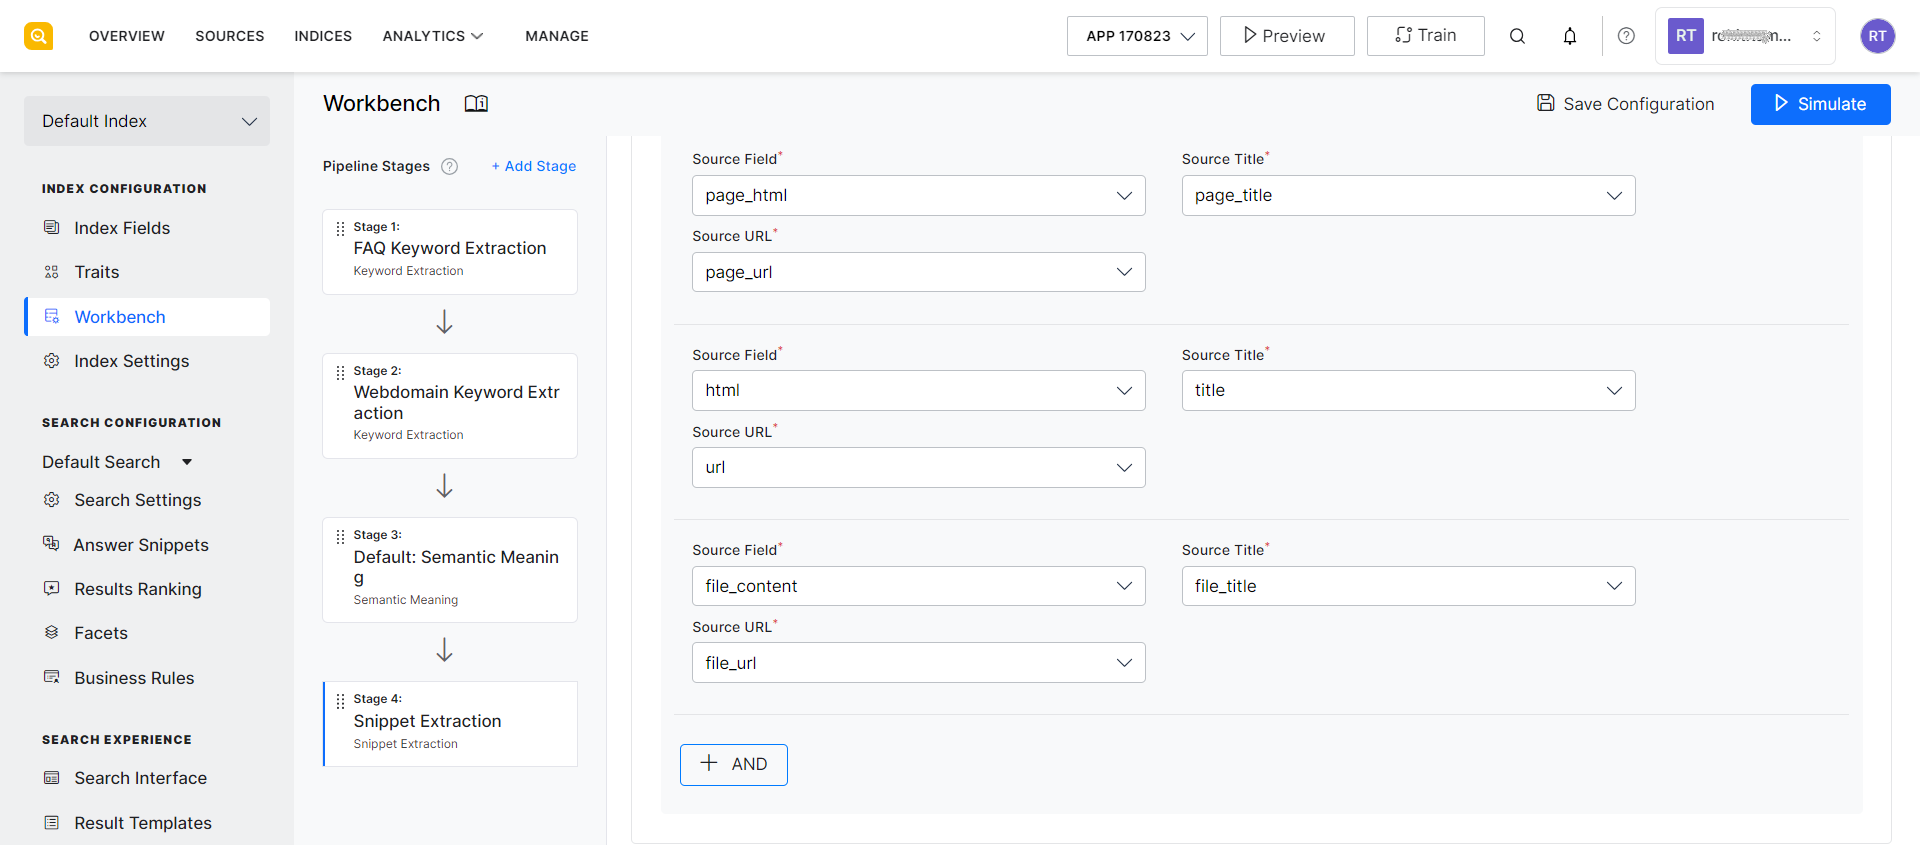 OVERVIEW SOURCES INDICES ANALYTICS MANAGE
APP 170823 Preview Train RT RT
Default Index
INDEX CONFIGURATION
Index Fields
Traits
Workbench
Index Settings
SEARCH CONFIGURATION
Default Search
Search Settings
Answer Snippets
Results Ranking
Facets
Business Rules
SEARCH EXPERIENCE
Search Interface
Result Templates
Workbench
Save Configuration Simulate
Pipeline Stages ? + Add Stage
Stage 1:
FAQ Keyword Extraction
Keyword Extraction
Stage 2:
Webdomain Keyword Extr
action
Keyword Extraction
Stage 3:
Default: Semantic Meanin
g
Semantic Meaning
Stage 4:
Snippet Extraction
Snippet Extraction
Source Field* Source Title*
page_html page_title
Source URL*
page_url
Source Field* Source Title*
html title
Source URL*
url
Source Field* Source Title*
file_content file_title
Source URL*
file_url
+ AND